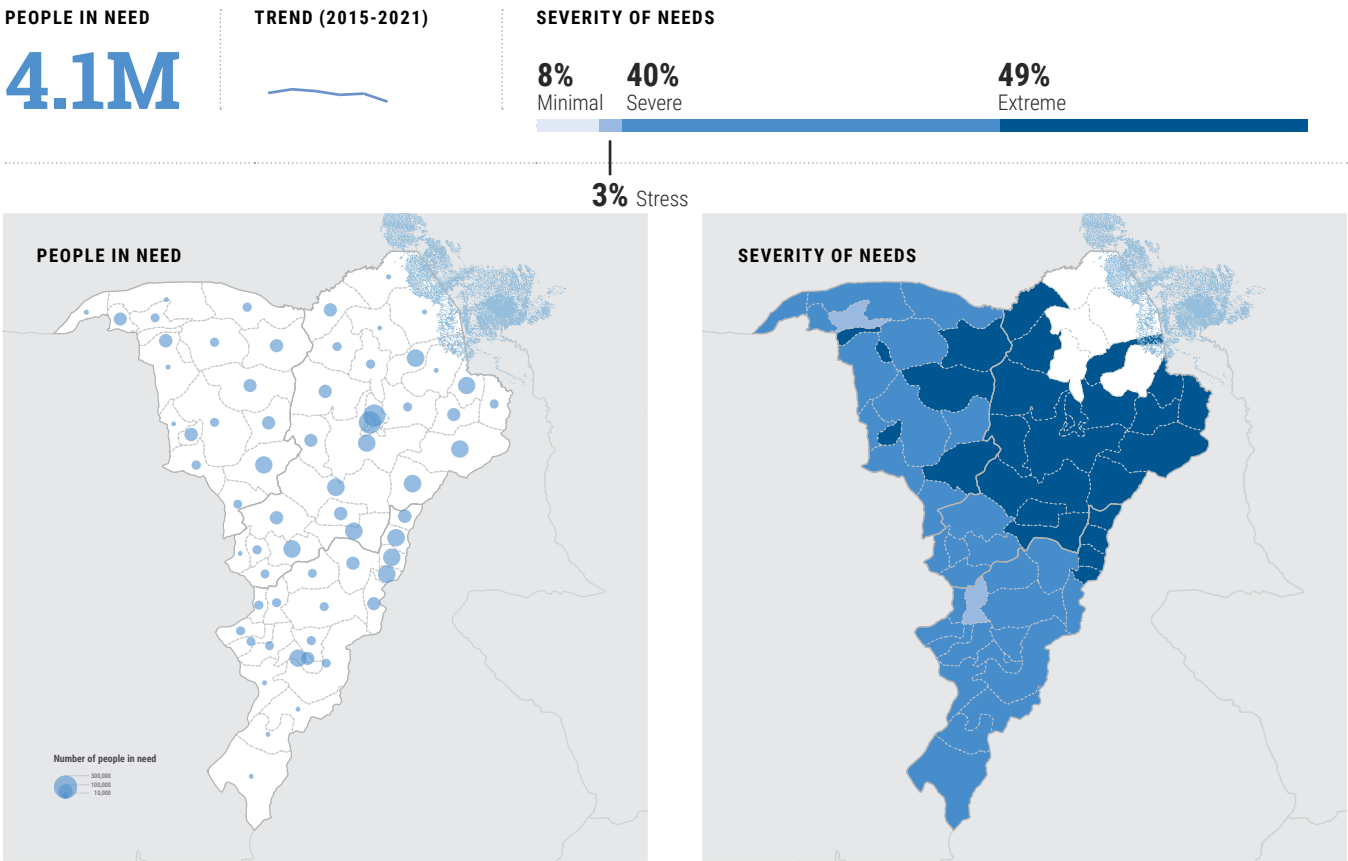 PEOPLE IN NEED
4.1M
TREND (2015-2021)
SEVERITY OF NEEDS
8%
Minimal
40%
Severe
49%
Extreme
3% Stress
PEOPLE IN NEED
Number of people in need
300,000
100,000
10,000
SEVERITY OF NEEDS